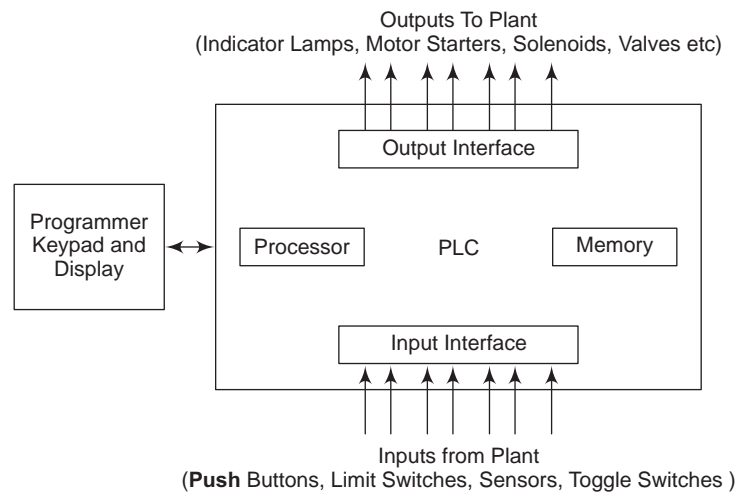 Outputs To Plant
(Indicator Lamps, Motor Starters, Solenoids, Valves etc)
Output Interface
Programmer
Keypad and
Display
Processor
PLC
Memory
Input Interface
Inputs from Plant
(Push Buttons, Limit Switches, Sensors, Toggle Switches )